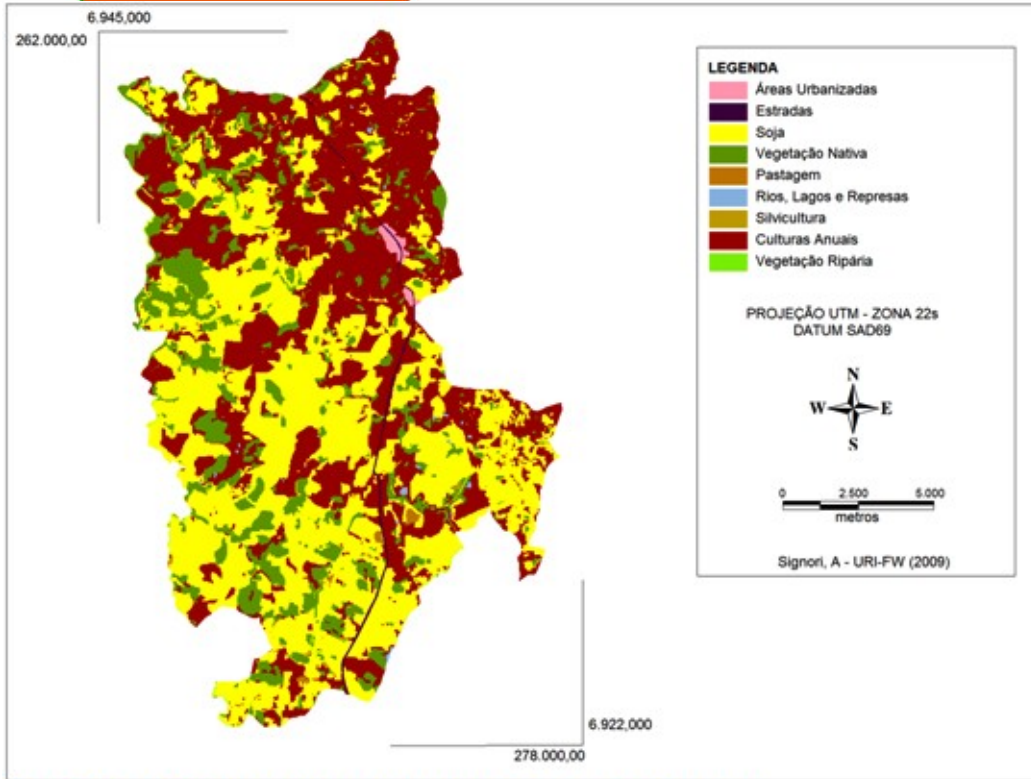 6.945,000
262.000,00
LEGENDA
Áreas Urbanizadas
Estradas
Soja
Vegetação Nativa
Pastagem
Rios, Lagos e Represas
Silvicultura
Culturas Anuais
Vegetação Ripária
PROJEÇÃO UTM - ZONA 22s
DATUM SAD69
N
W E
S
0 2.500 5.000
metros
Signori, A - URI-FW (2009)
6.922,000
278.000,00